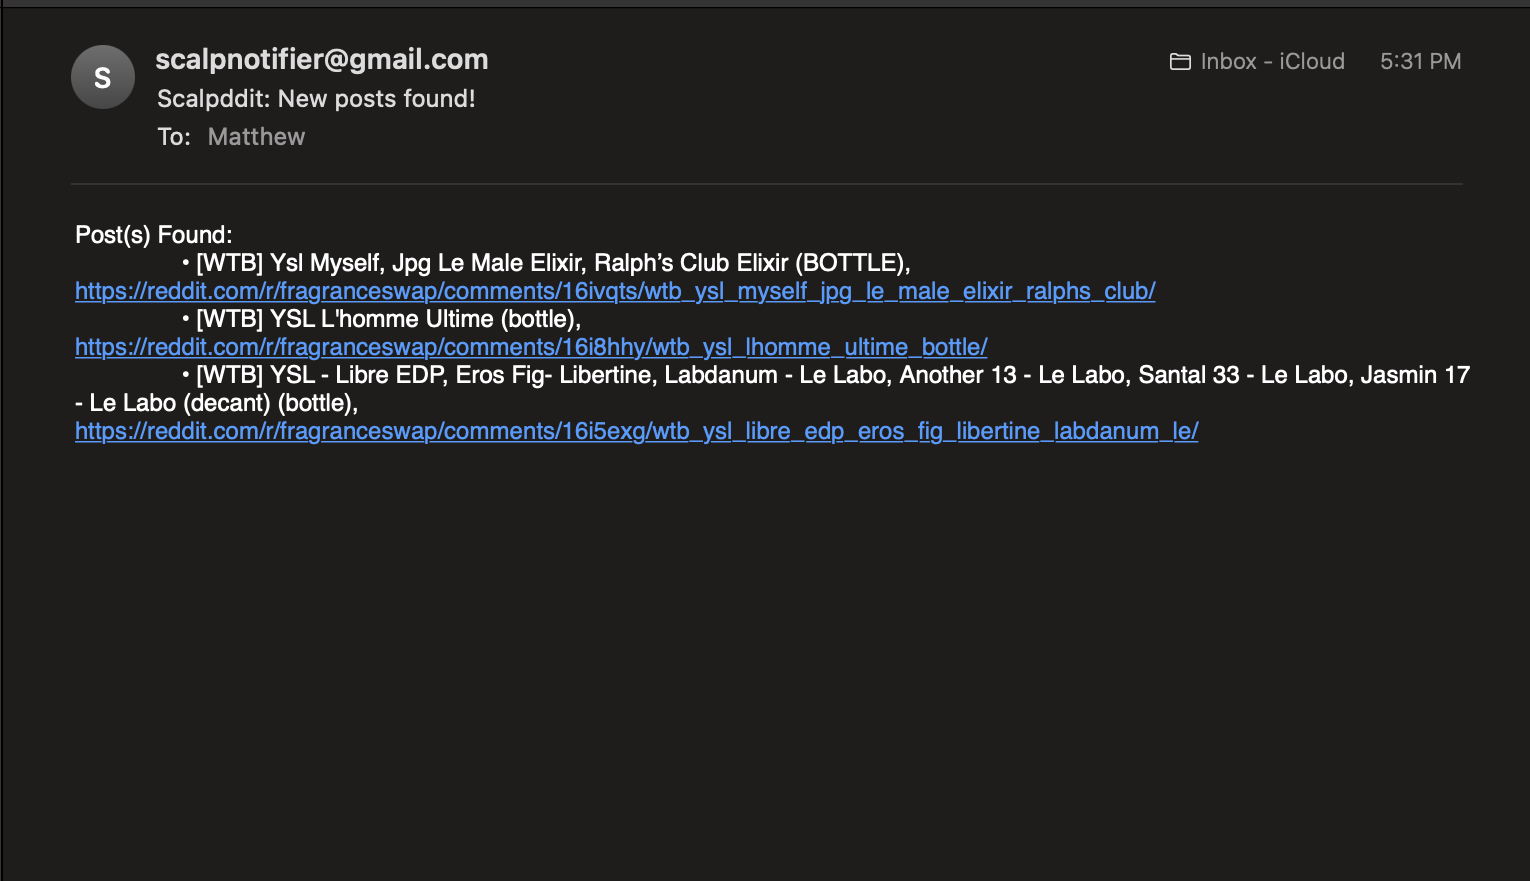 S
scalpnotifier@gmail.com
Inbox - iCloud
5:31 PM
Scalpddit: New posts found!
To: Matthew
Post(s) Found:
• [WTB] Ysl Myself, Jpg Le Male Elixir, Ralph’s Club Elixir (BOTTLE),
https://reddit.com/r/fragranceswap/comments/16ivqts/wtb_ysl_myself_jpg_le_male_elixir_ralphs_club/
• [WTB] YSL L'homme Ultime (bottle),
https://reddit.com/r/fragranceswap/comments/16i8hhy/wtb_ysl_lhomme_ultime_bottle/
• [WTB] YSL - Libre EDP, Eros Fig- Libertine, Labdanum - Le Labo, Another 13 - Le Labo, Santal 33 - Le Labo, Jasmin 17
- Le Labo (decant) (bottle),
https://reddit.com/r/fragranceswap/comments/16i5exg/wtb_ysl_libre_edp_eros_fig_libertine_labdanum_le/